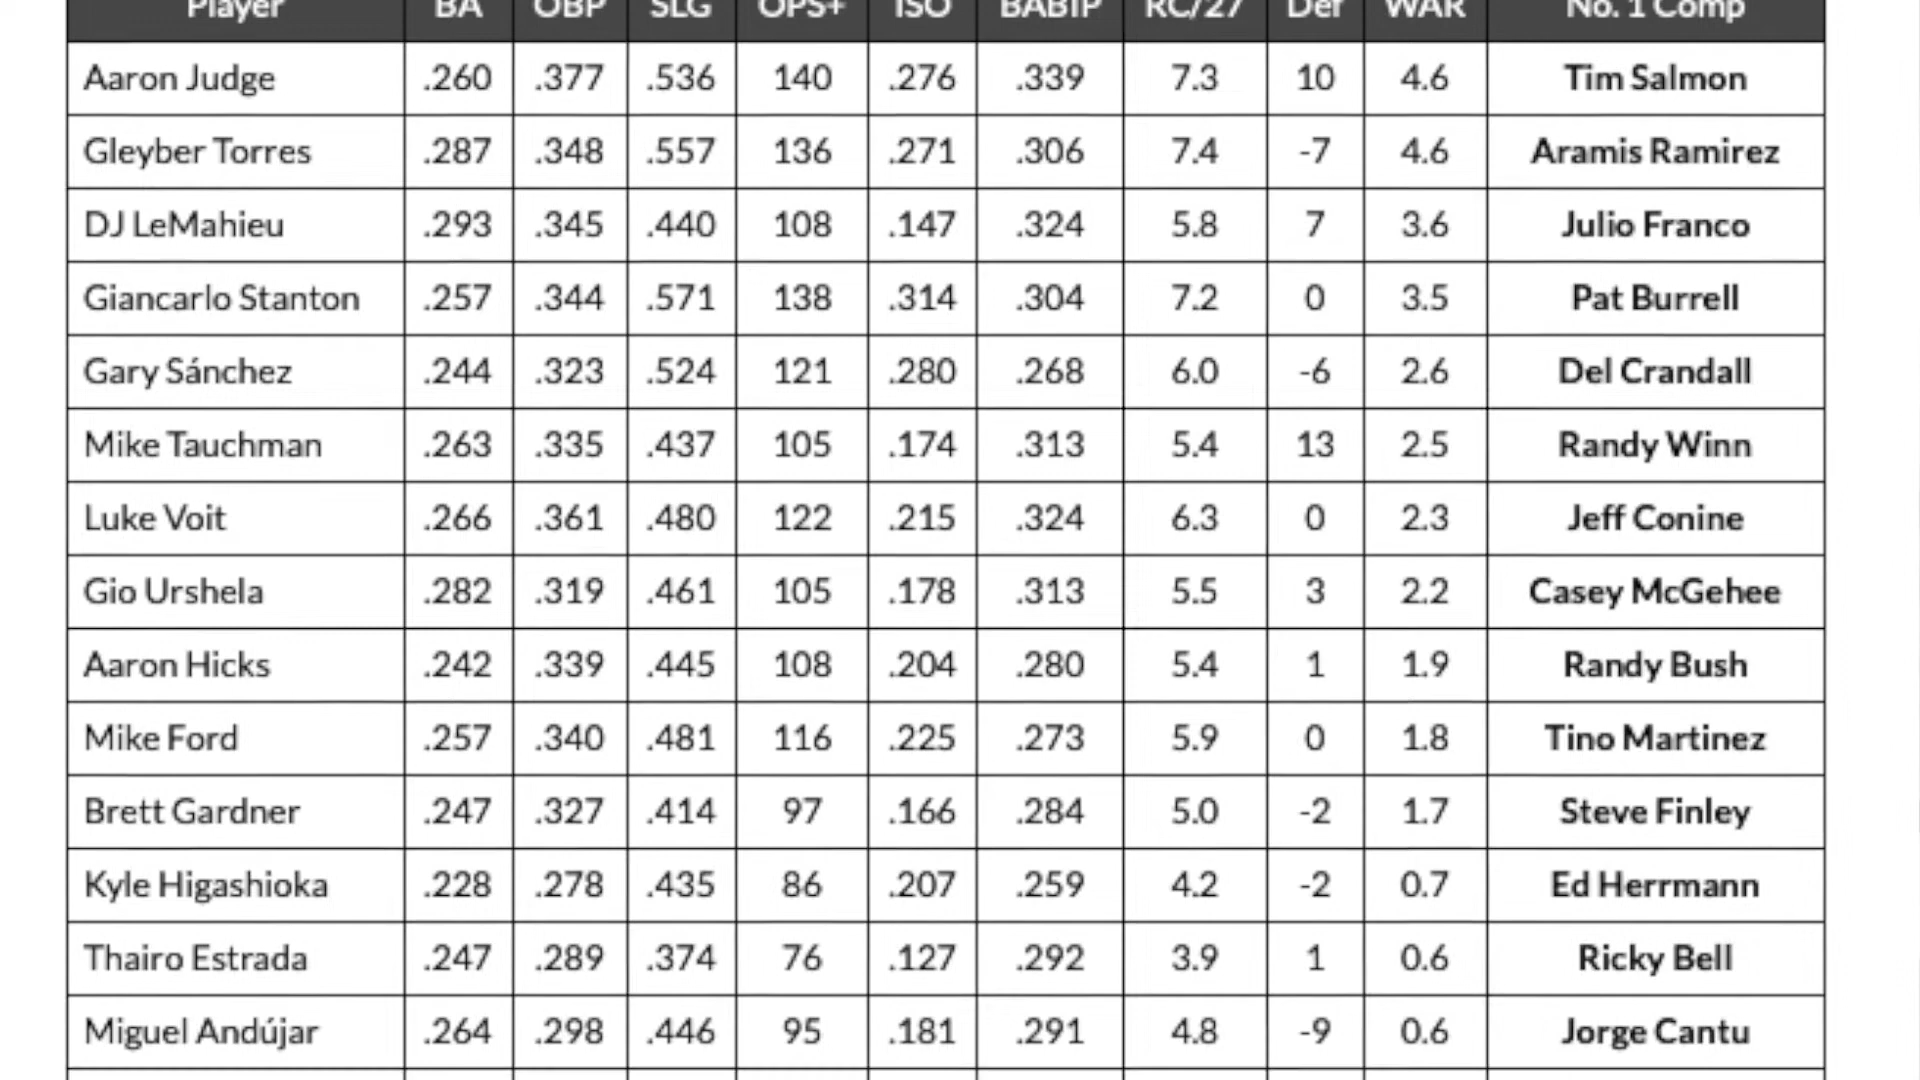 Player BA OBP SLG OPS+ ISO BABIP RC/27 Def WAR No. 1 Comp
Aaron Judge .260 .377 .536 140 .276 .339 7.3 10 4.6 Tim Salmon
Gleyber Torres .287 .348 .557 136 .271 .306 7.4 -7 4.6 Aramis Ramirez
DJ LeMahieu .293 .345 .440 108 .147 .324 5.8 7 3.6 Julio Franco
Giancarlo Stanton .257 .344 .571 138 .314 .304 7.2 0 3.5 Pat Burrell
Gary Sánchez .244 .323 .524 121 .280 .268 6.0 -6 2.6 Del Crandall
Mike Tauchman .263 .335 .437 105 .174 .313 5.4 13 2.5 Randy Winn
Luke Voit .266 .361 .480 122 .215 .324 6.3 0 2.3 Jeff Conine
Gio Urshela .282 .319 .461 105 .178 .313 5.5 3 2.2 Casey McGehee
Aaron Hicks .242 .339 .445 108 .204 .280 5.4 1 1.9 Randy Bush
Mike Ford .257 .340 .481 116 .225 .273 5.9 0 1.8 Tino Martinez
Brett Gardner .247 .327 .414 97 .166 .284 5.0 -2 1.7 Steve Finley
Kyle Higashioka .228 .278 .435 86 .207 .259 4.2 -2 0.7 Ed Herrmann
Thairo Estrada .247 .289 .374 76 .127 .292 3.9 1 0.6 Ricky Bell
Miguel Andújar .264 .298 .446 95 .181 .291 4.8 -9 0.6 Jorge Cantu